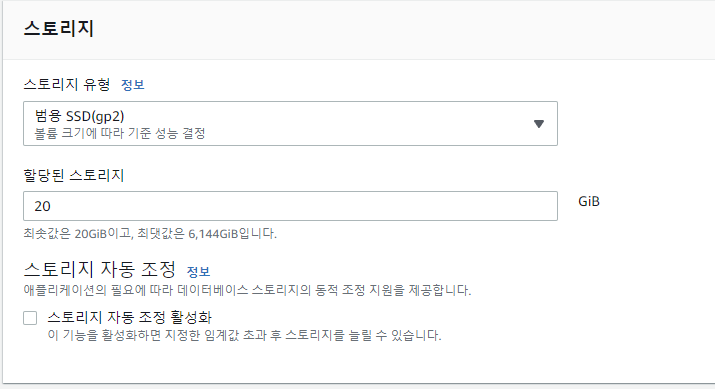 스토리지
스토리지 유형 정보
범용 SSD(gp2)
볼륨 크기에 따라 기준 성능 결정
할당된 스토리지
20 GiB
최솟값은 20GiB이고, 최댓값은 6,144GiB입니다.
스토리지 자동 조정 정보
애플리케이션의 필요에 따라 데이터베이스 스토리지의 동적 조정 지원을 제공합니다.
스토리지 자동 조정 활성화
이 기능을 활성화하면 지정한 임계값 초과 후 스토리지를 늘릴 수 있습니다.